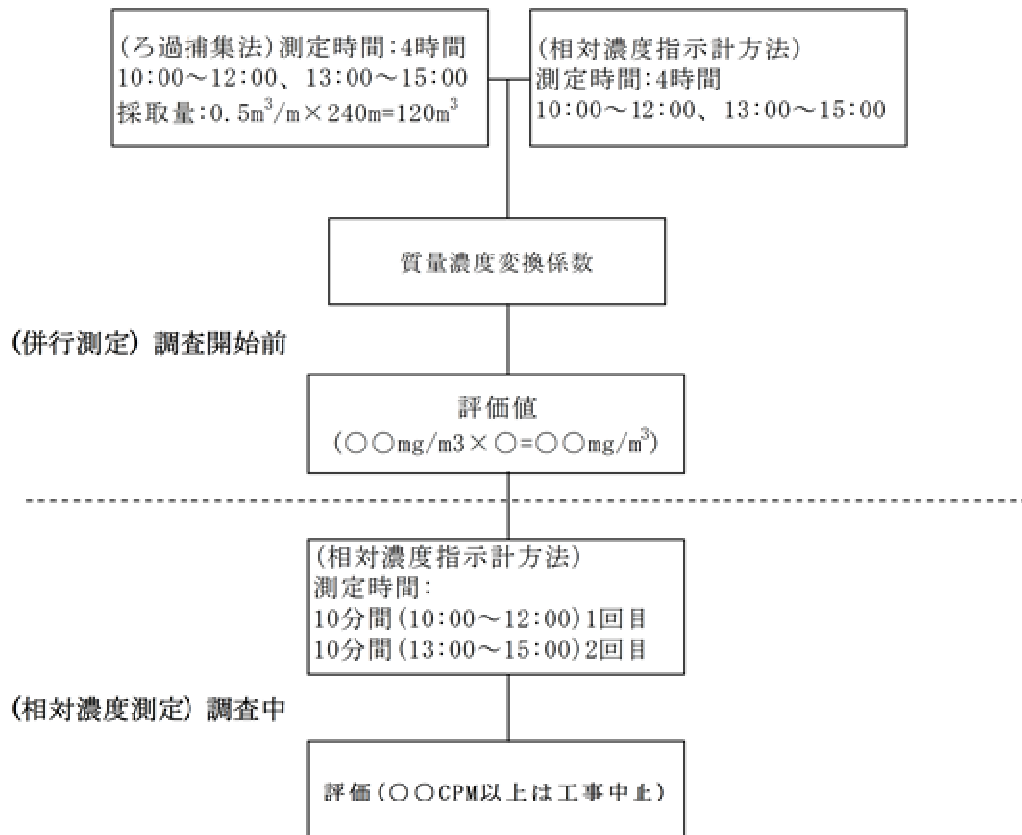 (ろ過捕集法)測定時間:4時間
10:00～12:00、13:00～15:00
採取量:0.5m³/m×240m=120m³
(相対濃度指示計方法)
測定時間:4時間
10:00～12:00、13:00～15:00
質量濃度変換係数
(併行測定) 調査開始前
評価値
(〇〇mg/m3×〇=〇〇mg/m³)
(相対濃度指示計方法)
測定時間:
10分間(10:00～12:00)1回目
10分間(13:00～15:00)2回目
(相対濃度測定) 調査中
評価(〇〇CPM以上は工事中止)